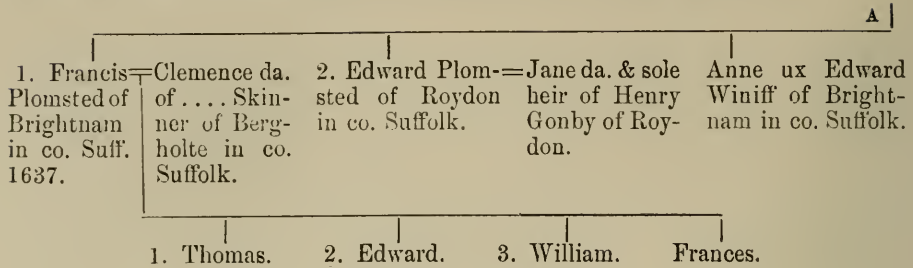 A
1. Francis=Clemence da.
Plomsted of
Brightnam
in co. Suff.
1637.
of .... Skin-
ner of Berg-
holte in co.
Suffolk.
2. Edward Plom-=Jane da. & sole
sted of Roydon
in co. Suffolk.
heir of Henry
Gonby of Roy-
don.
Anne ux Edward
Winiff of Bright-
nam in co. Suffolk.
1. Thomas. 2. Edward. 3. William. Frances.